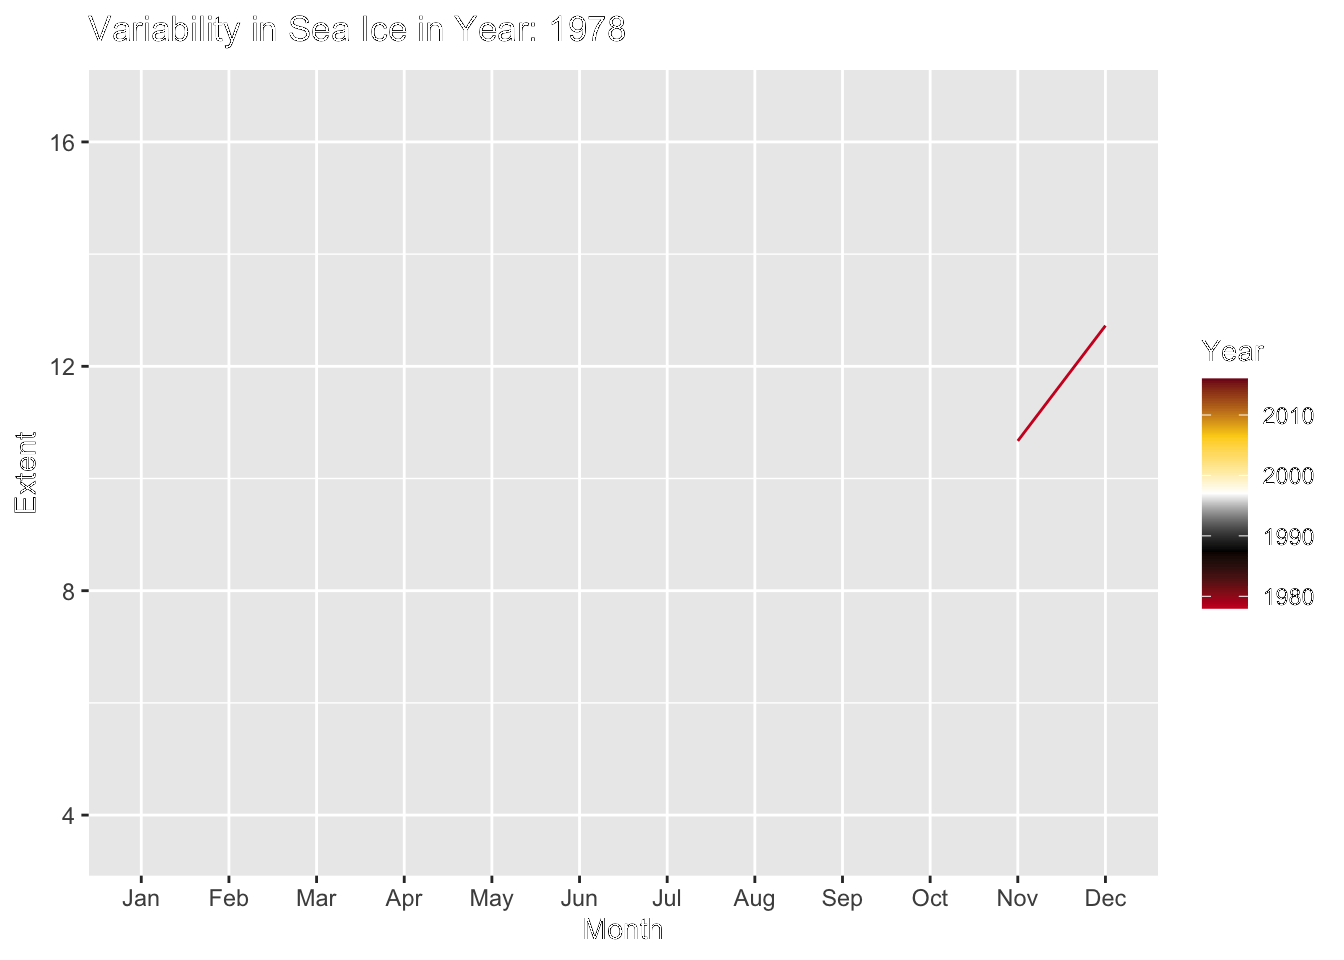 Variability in Sea Ice in Year: 1978
16
12
8
4
Extent
Jan Feb Mar Apr May Jun Jul Aug Sep Oct Nov Dec
Month
Year
2010
2000
1990
1980